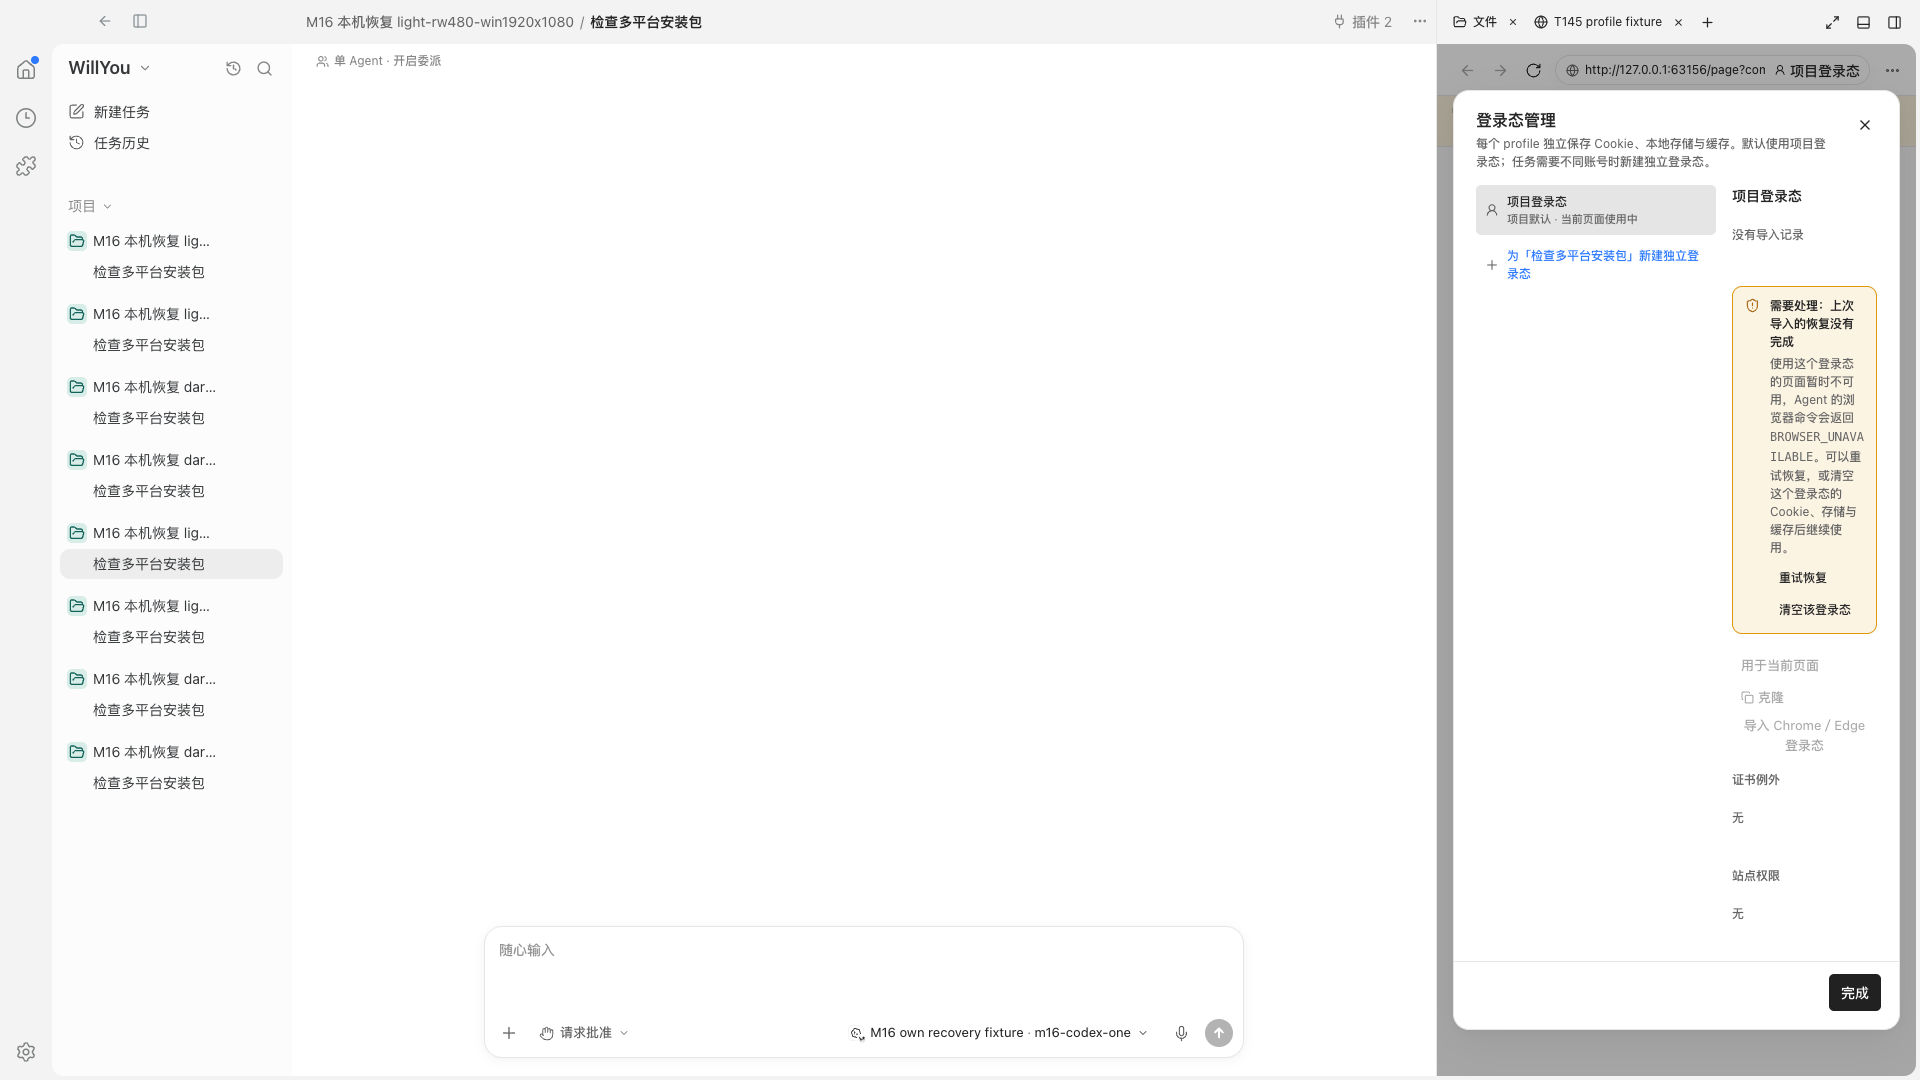 M16 本机恢复 light-rw480-win1920x1080 / 检查多平台安装包
插件 2
文件
T145 profile fixture
WillYou
单 Agent · 开启委派
新建任务
任务历史
项目
M16 本机恢复 lig...
检查多平台安装包
M16 本机恢复 lig...
检查多平台安装包
M16 本机恢复 dar...
检查多平台安装包
M16 本机恢复 dar...
检查多平台安装包
M16 本机恢复 lig...
检查多平台安装包
M16 本机恢复 lig...
检查多平台安装包
M16 本机恢复 dar...
检查多平台安装包
M16 本机恢复 dar...
检查多平台安装包
随心输入
请求批准
M16 own recovery fixture · m16-codex-one
http://127.0.0.1:63156/page?con
项目登录态
登录态管理
每个 profile 独立保存 Cookie、本地存储与缓存。默认使用项目登
录态；任务需要不同账号时新建独立登录态。
项目登录态
项目默认 · 当前页面使用中
为「检查多平台安装包」新建独立登
录态
项目登录态
没有导入记录
需要处理：上次
导入的恢复没有
完成
使用这个登录态
的页面暂时不可
用，Agent 的浏
览器命令会返回
BROWSER_UNAVA
ILABLE。可以重
试恢复，或清空
这个登录态的
Cookie、存储与
缓存后继续使
用。
重试恢复
清空该登录态
用于当前页面
克隆
导入 Chrome / Edge
登录态
证书例外
无
站点权限
无
完成